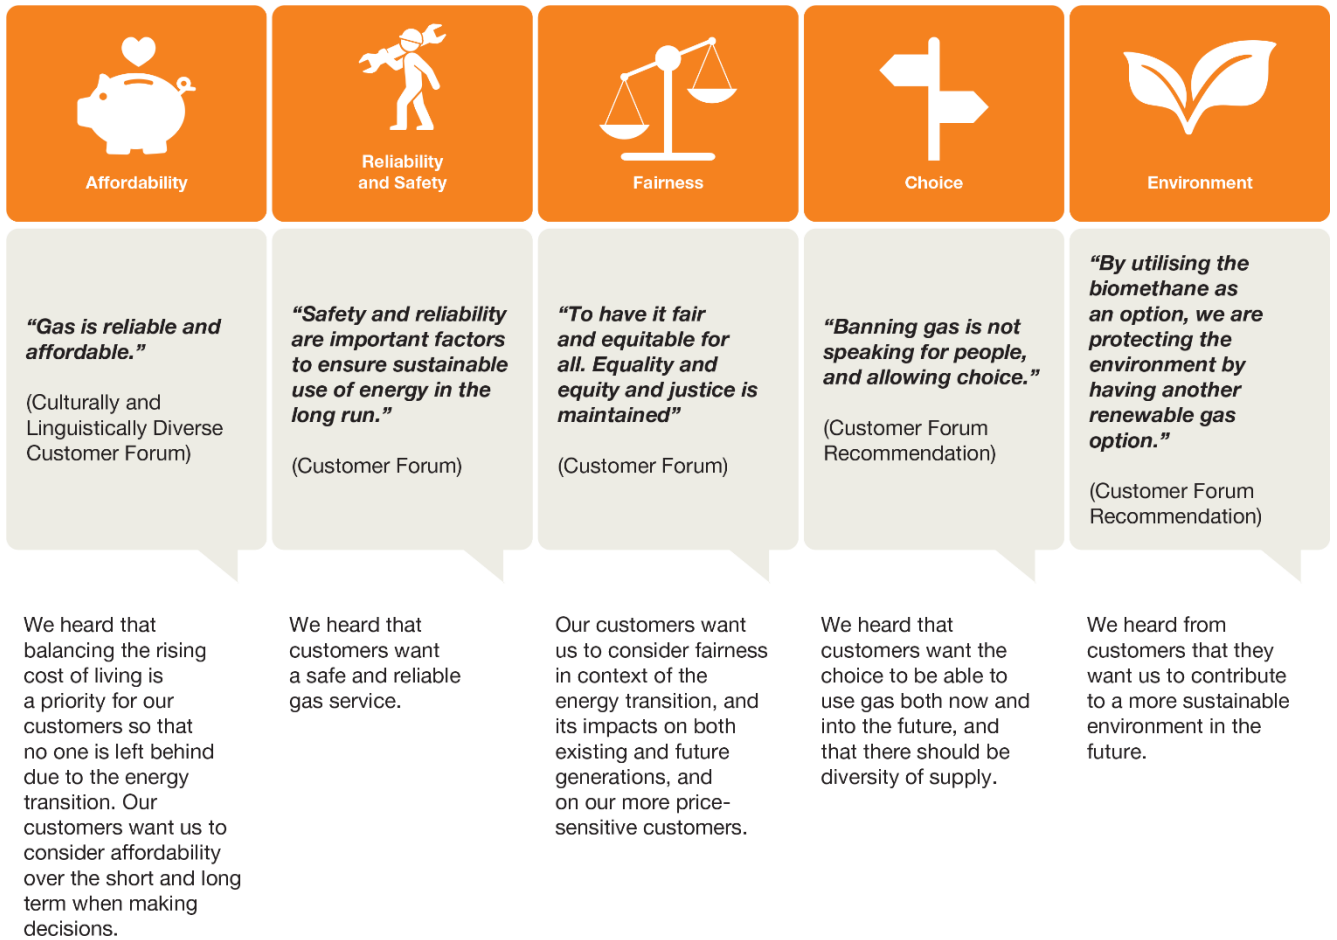 Affordability
Reliability
and Safety
Fairness
Choice
Environment
“Gas is reliable and
affordable.”
(Culturally and
Linguistically Diverse
Customer Forum)
“Safety and reliability
are important factors
to ensure sustainable
use of energy in the
long run.”
(Customer Forum)
“To have it fair
and equitable for
all. Equality and
equity and justice is
maintained”
(Customer Forum)
“Banning gas is not
speaking for people,
and allowing choice.”
(Customer Forum
Recommendation)
“By utilising the
biomethane as
an option, we are
protecting the
environment by
having another
renewable gas
option.”
(Customer Forum
Recommendation)
We heard that
balancing the rising
cost of living is
a priority for our
customers so that
no one is left behind
due to the energy
transition. Our
customers want us to
consider affordability
over the short and long
term when making
decisions.
We heard that
customers want
a safe and reliable
gas service.
Our customers want
us to consider fairness
in context of the
energy transition, and
its impacts on both
existing and future
generations, and
on our more price-
sensitive customers.
We heard that
customers want the
choice to be able to
use gas both now and
into the future, and
that there should be
diversity of supply.
We heard from
customers that they
want us to contribute
to a more sustainable
environment in the
future.